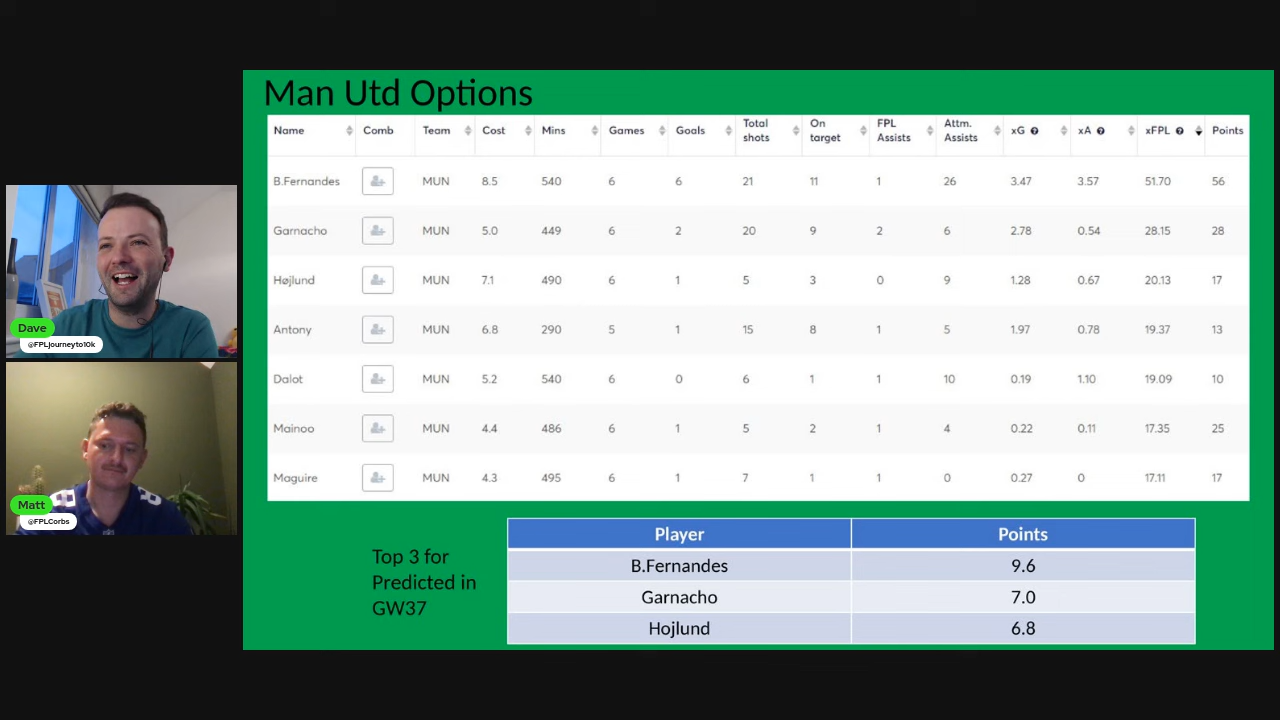 Man Utd Options
Name Comb Team Cost Mins Games Goals Total shots On target FPL Assists Attm. Assists xG xA xFPL Points
B.Fernandes MUN 8.5 540 6 6 21 11 1 26 3.47 3.57 51.70 56
Garnacho MUN 5.0 449 6 2 20 9 2 6 2.78 0.54 28.15 28
Højlund MUN 7.1 490 6 1 5 3 0 9 1.28 0.67 20.13 17
Antony MUN 6.8 290 5 1 15 8 1 5 1.97 0.78 19.37 13
Dalot MUN 5.2 540 6 0 6 1 1 10 0.19 1.10 19.09 10
Mainoo MUN 4.4 486 6 1 5 2 1 4 0.22 0.11 17.35 25
Maguire MUN 4.3 495 6 1 7 1 1 0 0.27 0 17.11 17
Dave
@FPLjourneyto10k
Matt
@FPLCorbs
Top 3 for
Predicted in
GW37
Player Points
B.Fernandes 9.6
Garnacho 7.0
Hojlund 6.8